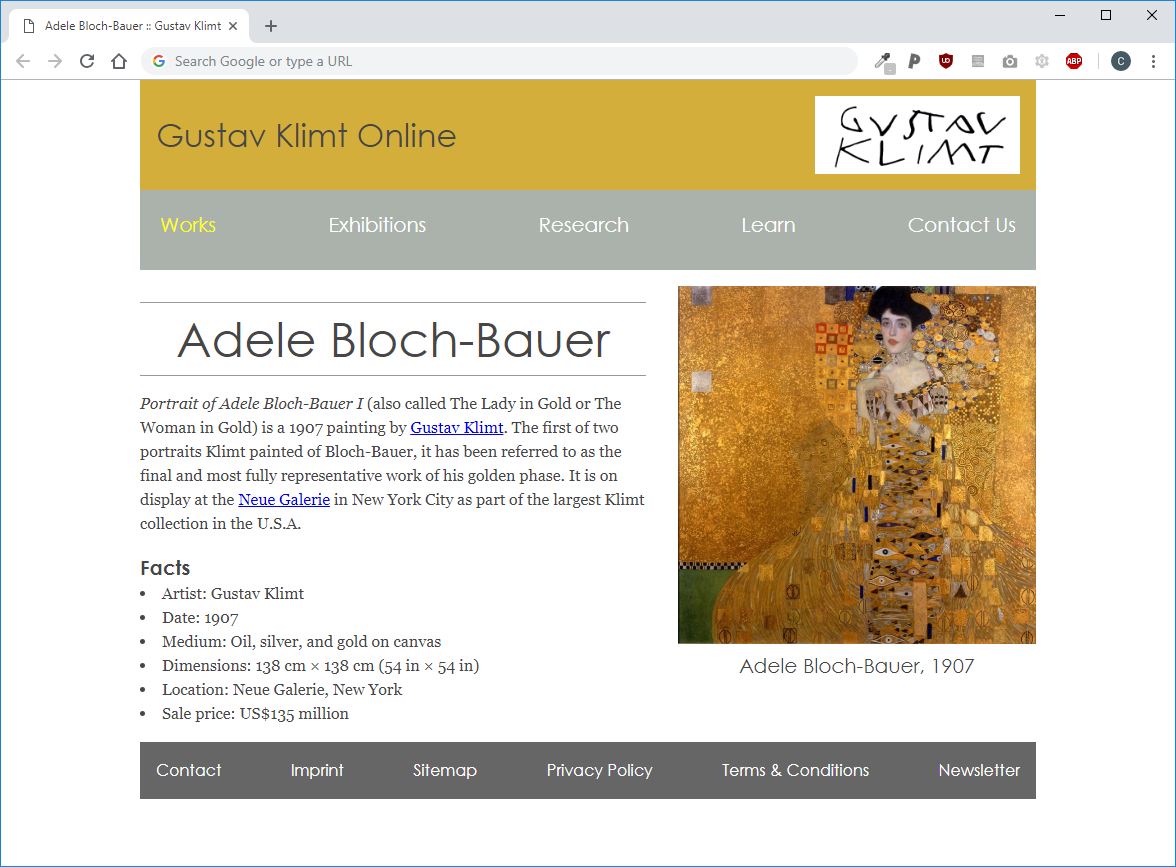 Adele Bloch-Bauer :: Gustav Klimt
Search Google or type a URL
UD
ABP
C
Gustav Klimt Online
GUSTAV
KLIMT
Works Exhibitions Research Learn Contact Us
Adele Bloch-Bauer
Portrait of Adele Bloch-Bauer I (also called The Lady in Gold or The
Woman in Gold) is a 1907 painting by Gustav Klimt. The first of two
portraits Klimt painted of Bloch-Bauer, it has been referred to as the
final and most fully representative work of his golden phase. It is on
display at the Neue Galerie in New York City as part of the largest Klimt
collection in the U.S.A.
Facts
• Artist: Gustav Klimt
• Date: 1907
• Medium: Oil, silver, and gold on canvas
• Dimensions: 138 cm × 138 cm (54 in × 54 in)
• Location: Neue Galerie, New York
• Sale price: US$135 million
Adele Bloch-Bauer, 1907
Contact Imprint Sitemap Privacy Policy Terms & Conditions Newsletter